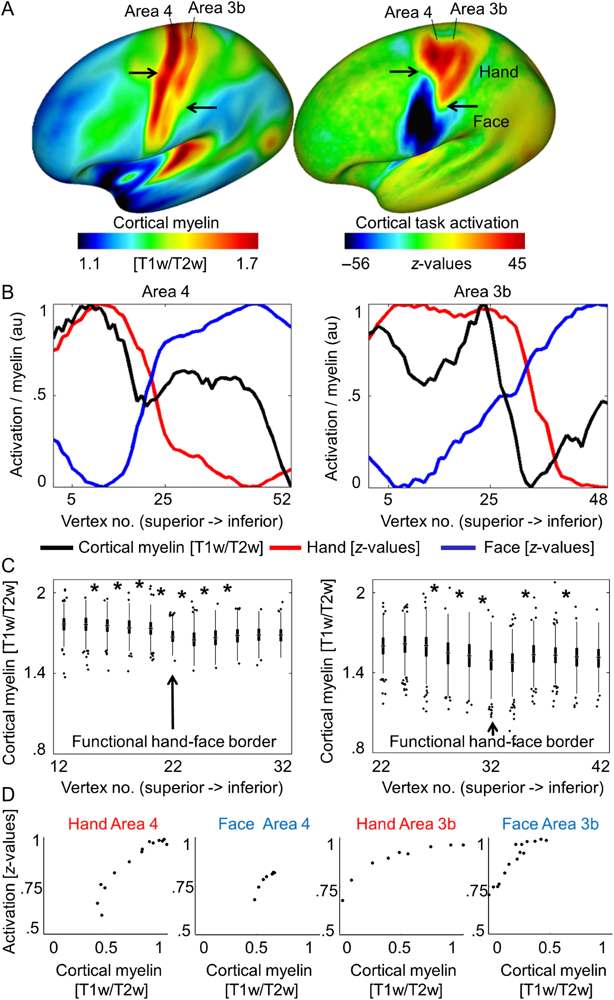 A
Area 4
Area 3b
Area 4
Area 3b
Hand
Face
Cortical myelin
Cortical task activation
1.1 [T1w/T2w] 1.7
–56 z-values 45
B
Area 4
Area 3b
Activation / myelin (au)
1
.5
0
5 25 52
Vertex no. (superior -> inferior)
Activation / myelin (au)
1
.5
0
5 25 48
Vertex no. (superior -> inferior)
Cortical myelin [T1w/T2w]
Hand [z-values]
Face [z-values]
C
Cortical myelin [T1w/T2w]
2
1.4
.8
* * * * * * *
Functional hand-face border
12 22 32
Vertex no. (superior -> inferior)
Cortical myelin [T1w/T2w]
2
1.4
.8
* * * * *
Functional hand-face border
22 32 42
Vertex no. (superior -> inferior)
D
Activation [z-values]
Hand Area 4
1
.75
.5
0 0.5 1
Cortical myelin
[T1w/T2w]
Face Area 4
1
.75
.5
0 0.5 1
Cortical myelin
[T1w/T2w]
Hand Area 3b
1
.75
.5
0 0.5 1
Cortical myelin
[T1w/T2w]
Face Area 3b
1
.75
.5
0 0.5 1
Cortical myelin
[T1w/T2w]